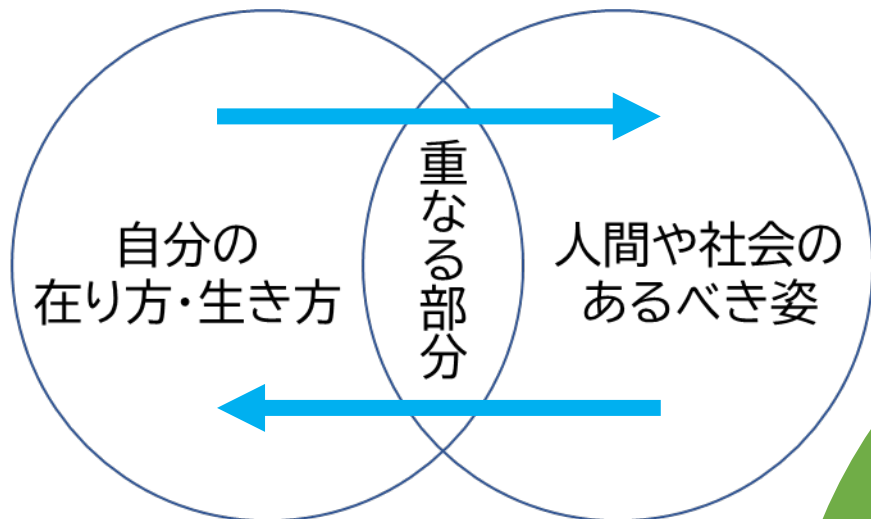 自分の
在り方・生き方
重なる部分
人間や社会の
あるべき姿